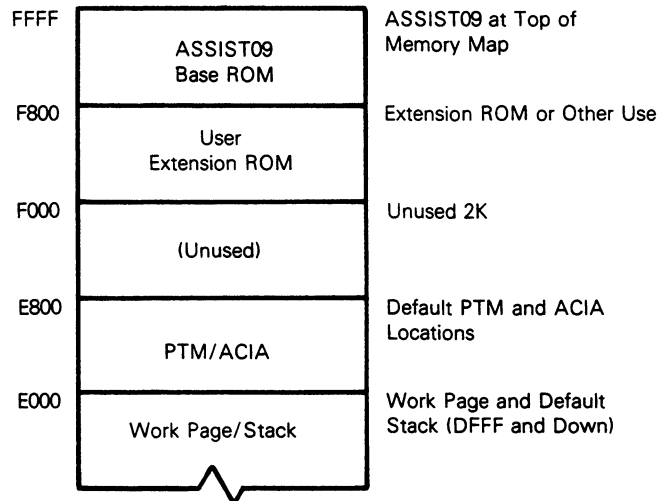 FFFF
ASSIST09
Base ROM
ASSIST09 at Top of
Memory Map
F800
User
Extension ROM
Extension ROM or Other Use
F000
(Unused)
Unused 2K
E800
PTM/ACIA
Default PTM and ACIA
Locations
E000
Work Page/Stack
Work Page and Default
Stack (DFFF and Down)